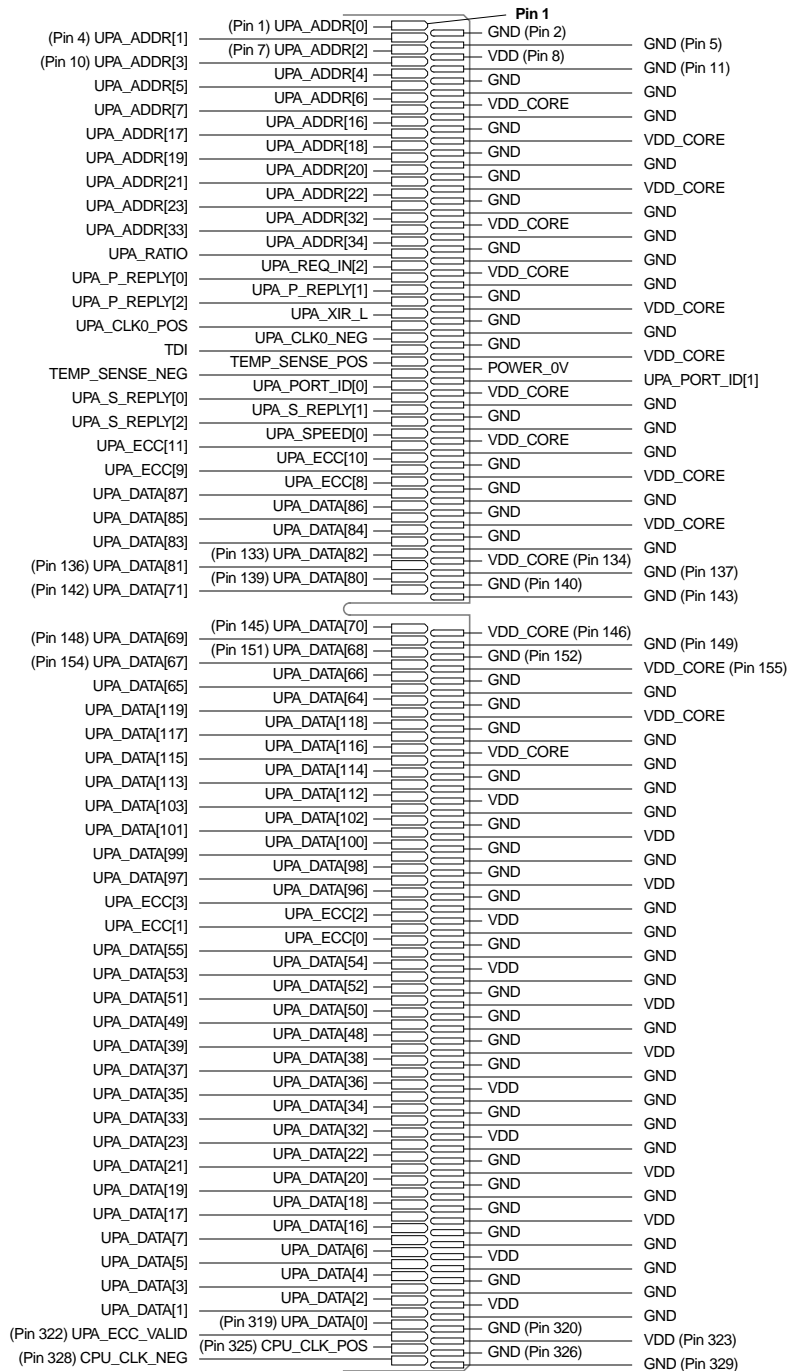 Pin 1
(Pin 1) UPA_ADDR[0] GND (Pin 2)
(Pin 4) UPA_ADDR[1] GND (Pin 5)
(Pin 7) UPA_ADDR[2] VDD (Pin 8)
(Pin 10) UPA_ADDR[3] GND (Pin 11)
UPA_ADDR[4] GND
UPA_ADDR[5] GND
UPA_ADDR[6] VDD_CORE
UPA_ADDR[7] GND
UPA_ADDR[16] GND
UPA_ADDR[17] VDD_CORE
UPA_ADDR[18] GND
UPA_ADDR[19] GND
UPA_ADDR[20] GND
UPA_ADDR[21] VDD_CORE
UPA_ADDR[22] GND
UPA_ADDR[23] GND
UPA_ADDR[32] VDD_CORE
UPA_ADDR[33] GND
UPA_ADDR[34] GND
UPA_RATIO GND
UPA_REQ_IN[2] VDD_CORE
UPA_P_REPLY[0] GND
UPA_P_REPLY[1] GND
UPA_P_REPLY[2] VDD_CORE
UPA_XIR_L GND
UPA_CLK0_POS GND
UPA_CLK0_NEG GND
TDI VDD_CORE
TEMP_SENSE_POS POWER_0V
TEMP_SENSE_NEG UPA_PORT_ID[1]
UPA_PORT_ID[0] VDD_CORE
UPA_S_REPLY[0] GND
UPA_S_REPLY[1] GND
UPA_S_REPLY[2] GND
UPA_SPEED[0] VDD_CORE
UPA_ECC[11] GND
UPA_ECC[10] GND
UPA_ECC[9] VDD_CORE
UPA_ECC[8] GND
UPA_DATA[87] GND
UPA_DATA[86] GND
UPA_DATA[85] VDD_CORE
UPA_DATA[84] GND
UPA_DATA[83] GND
(Pin 133) UPA_DATA[82] VDD_CORE (Pin 134)
(Pin 136) UPA_DATA[81] GND (Pin 137)
(Pin 139) UPA_DATA[80] GND (Pin 140)
(Pin 142) UPA_DATA[71] GND (Pin 143)
(Pin 145) UPA_DATA[70] VDD_CORE (Pin 146)
(Pin 148) UPA_DATA[69] GND (Pin 149)
(Pin 151) UPA_DATA[68] GND (Pin 152)
(Pin 154) UPA_DATA[67] VDD_CORE (Pin 155)
UPA_DATA[66] GND
UPA_DATA[65] GND
UPA_DATA[64] GND
UPA_DATA[119] VDD_CORE
UPA_DATA[118] GND
UPA_DATA[117] GND
UPA_DATA[116] VDD_CORE
UPA_DATA[115] GND
UPA_DATA[114] GND
UPA_DATA[113] GND
UPA_DATA[112] VDD
UPA_DATA[103] GND
UPA_DATA[102] GND
UPA_DATA[101] VDD
UPA_DATA[100] GND
UPA_DATA[99] GND
UPA_DATA[98] GND
UPA_DATA[97] VDD
UPA_DATA[96] GND
UPA_ECC[3] GND
UPA_ECC[2] VDD
UPA_ECC[1] GND
UPA_ECC[0] GND
UPA_DATA[55] GND
UPA_DATA[54] VDD
UPA_DATA[53] GND
UPA_DATA[52] GND
UPA_DATA[51] VDD
UPA_DATA[50] GND
UPA_DATA[49] GND
UPA_DATA[48] GND
UPA_DATA[39] VDD
UPA_DATA[38] GND
UPA_DATA[37] GND
UPA_DATA[36] VDD
UPA_DATA[35] GND
UPA_DATA[34] GND
UPA_DATA[33] GND
UPA_DATA[32] VDD
UPA_DATA[23] GND
UPA_DATA[22] GND
UPA_DATA[21] VDD
UPA_DATA[20] GND
UPA_DATA[19] GND
UPA_DATA[18] GND
UPA_DATA[17] VDD
UPA_DATA[16] GND
UPA_DATA[7] GND
UPA_DATA[6] VDD
UPA_DATA[5] GND
UPA_DATA[4] GND
UPA_DATA[3] GND
UPA_DATA[2] VDD
UPA_DATA[1] GND
(Pin 319) UPA_DATA[0] GND (Pin 320)
(Pin 322) UPA_ECC_VALID VDD (Pin 323)
(Pin 325) CPU_CLK_POS GND (Pin 326)
(Pin 328) CPU_CLK_NEG GND (Pin 329)